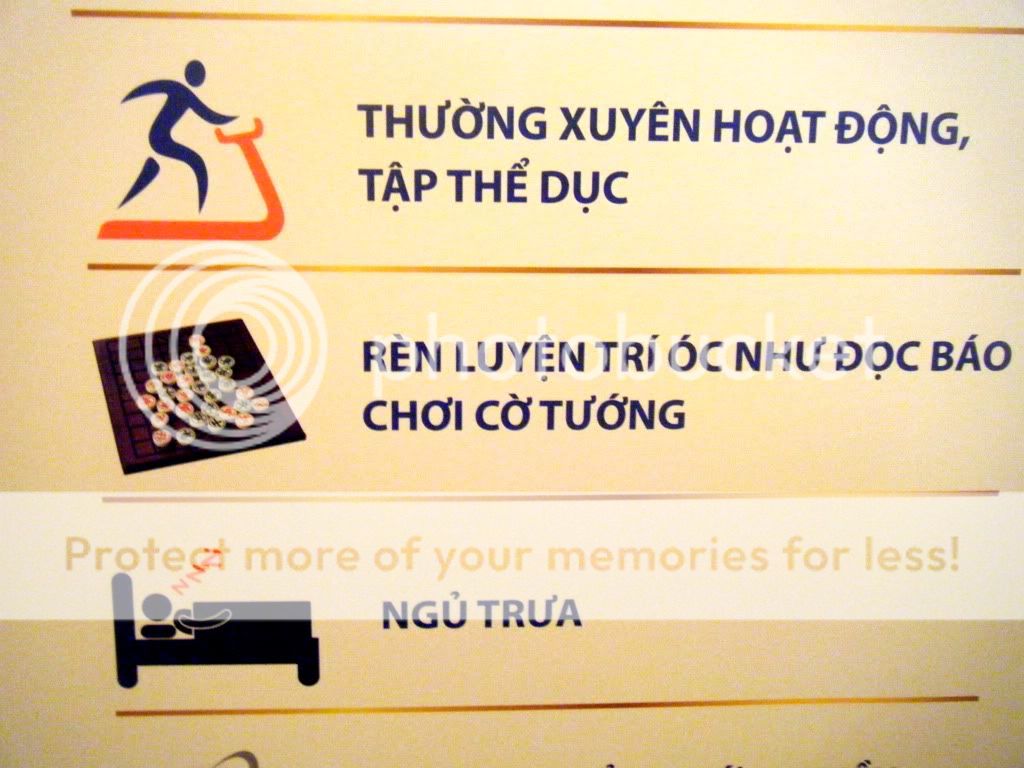 THƯỜNG XUYÊN HOẠT ĐỘNG,
TẬP THỂ DỤC
photobucket
RÈN LUYỆN TRÍ ÓC NHƯ ĐỌC BÁO
CHƠI CỜ TƯỚNG
Protect more of your memories for less!
NGỦ TRƯA